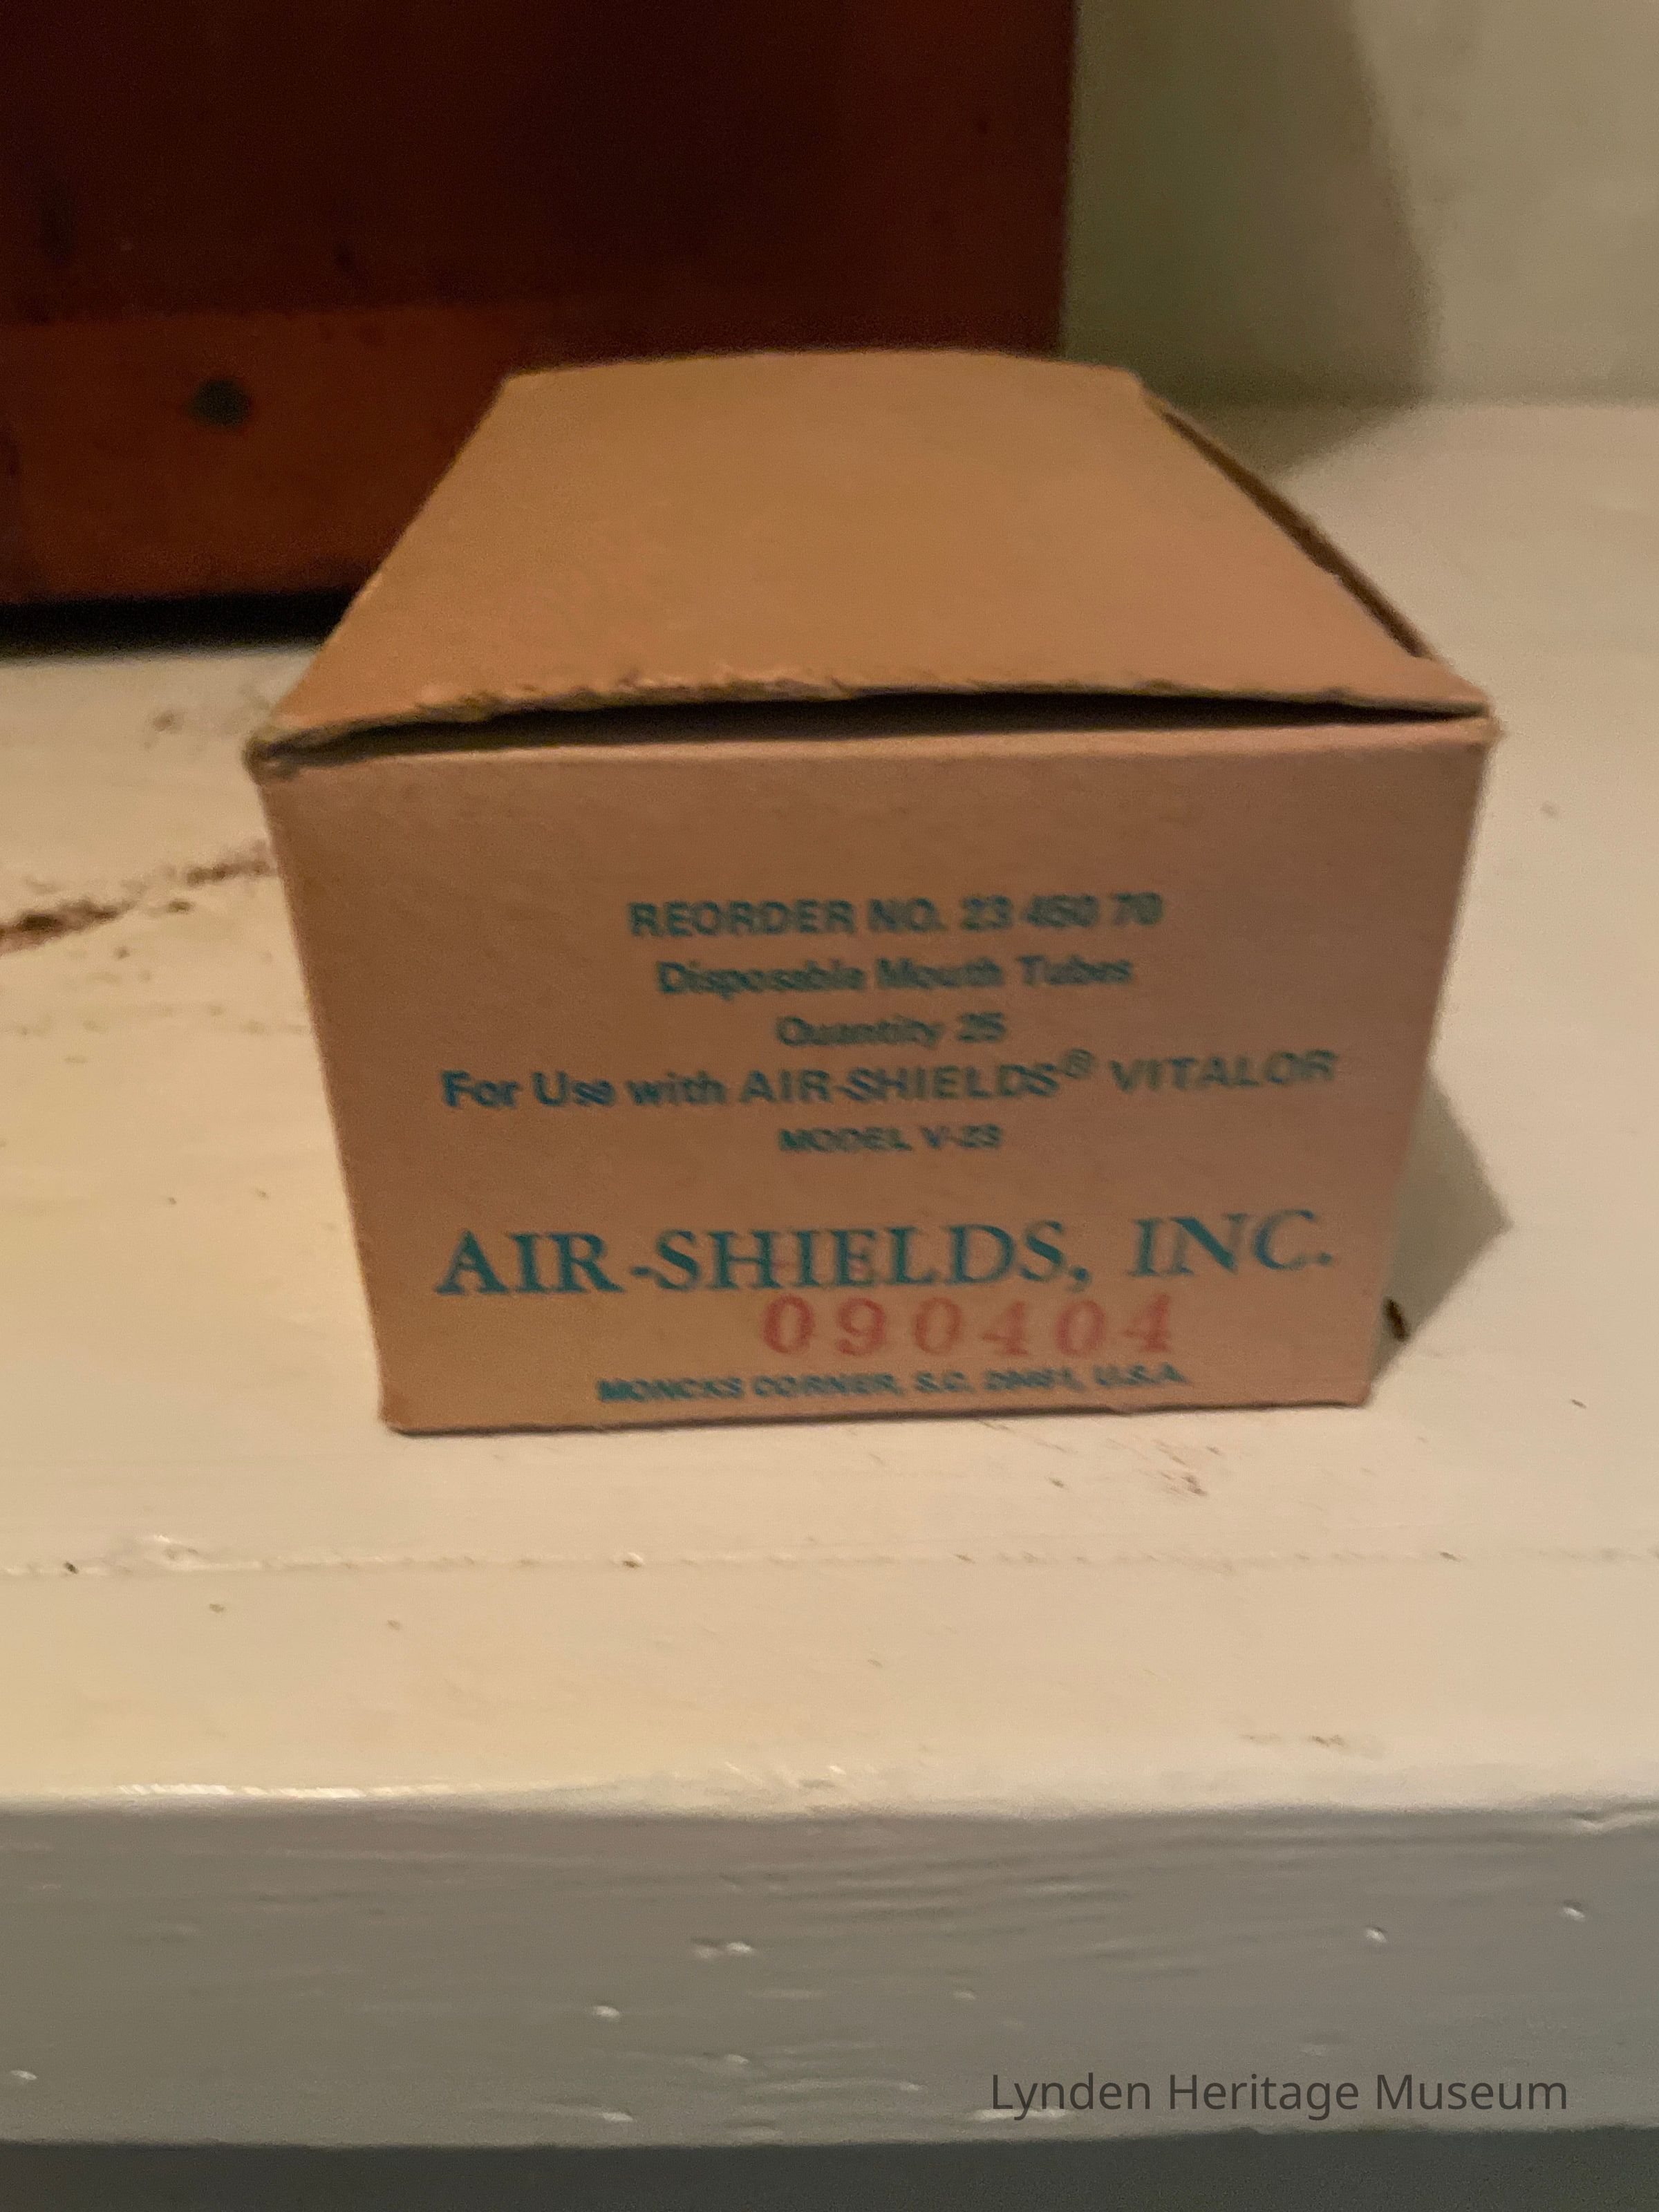 REORDER NO. 23 450 70
Disposable Mouth Tubes
Quantity 25
For Use with AIR-SHIELDS® VITALOR
MODEL V-23
AIR-SHIELDS, INC.
090404
MONCKS CORNER, S.C. 29461, U.S.A.
Lynden Heritage Museum